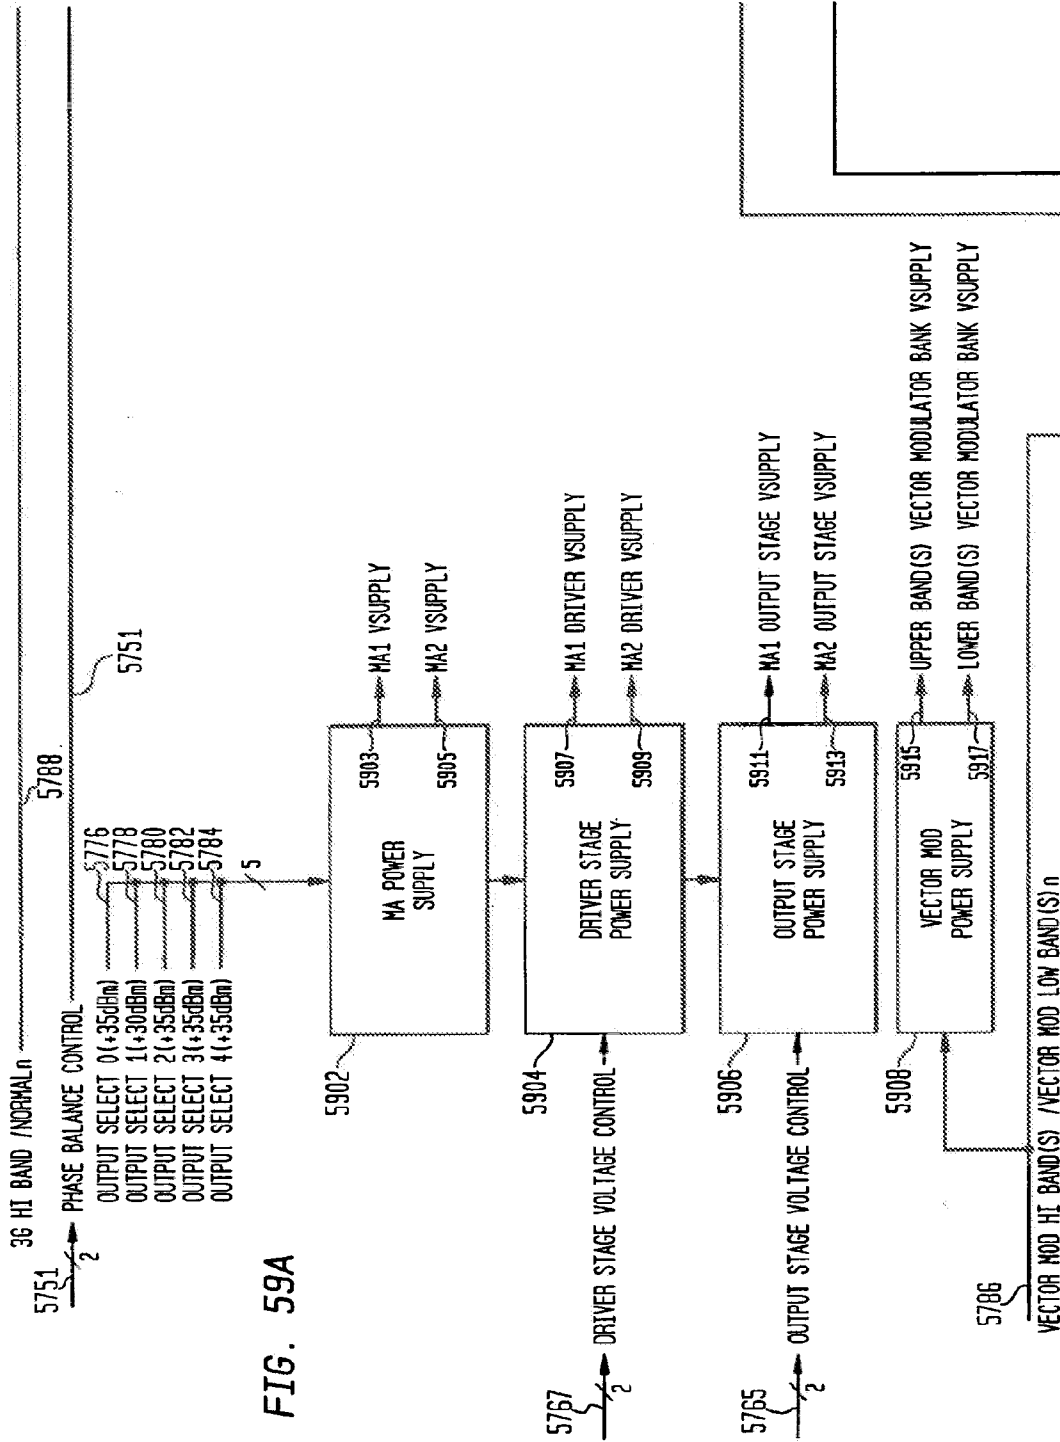 3G HI BAND /NORMALn
5788
5751
2
PHASE BALANCE CONTROL
5751
OUTPUT SELECT 0(+35dBm)
5776
OUTPUT SELECT 1(+30dBm)
5778
OUTPUT SELECT 2(+35dBm)
5780
OUTPUT SELECT 3(+35dBm)
5782
OUTPUT SELECT 4(+35dBm)
5784
5
FIG. 59A
5902
MA POWER
SUPPLY
5903
MA1 VSUPPLY
5905
MA2 VSUPPLY
5767
2
DRIVER STAGE VOLTAGE CONTROL
5904
DRIVER STAGE
POWER SUPPLY
5907
MA1 DRIVER VSUPPLY
5909
MA2 DRIVER VSUPPLY
5765
2
OUTPUT STAGE VOLTAGE CONTROL
5906
OUTPUT STAGE
POWER SUPPLY
5911
MA1 OUTPUT STAGE VSUPPLY
5913
MA2 OUTPUT STAGE VSUPPLY
5908
VECTOR MOD
POWER SUPPLY
5915
UPPER BAND(S) VECTOR MODULATOR BANK VSUPPLY
5917
LOWER BAND(S) VECTOR MODULATOR BANK VSUPPLY
5786
VECTOR MOD HI BAND(S) /VECTOR MOD LOW BAND(S)n